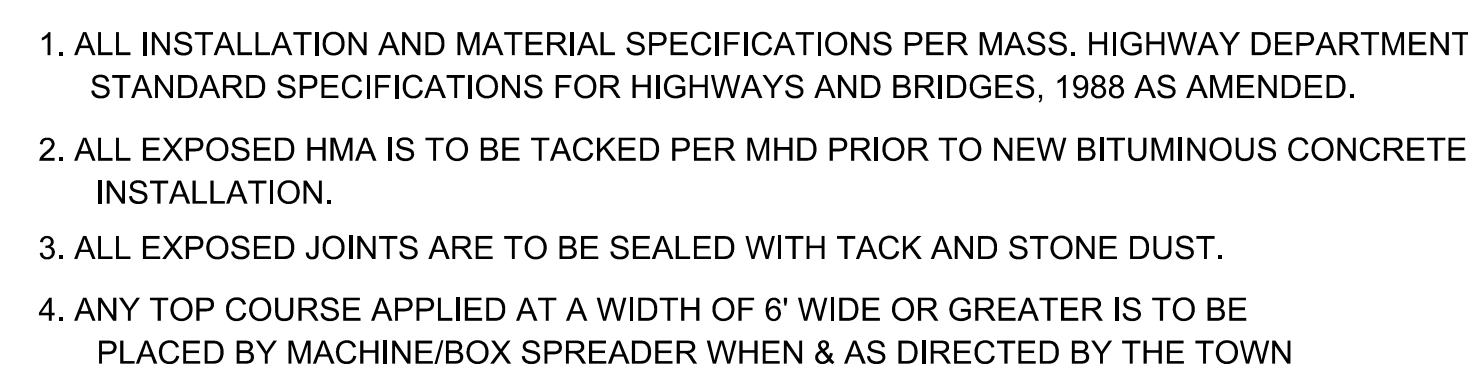 1. ALL INSTALLATION AND MATERIAL SPECIFICATIONS PER MASS. HIGHWAY DEPARTMENT
STANDARD SPECIFICATIONS FOR HIGHWAYS AND BRIDGES, 1988 AS AMENDED.
2. ALL EXPOSED HMA IS TO BE TACKED PER MHD PRIOR TO NEW BITUMINOUS CONCRETE
INSTALLATION.
3. ALL EXPOSED JOINTS ARE TO BE SEALED WITH TACK AND STONE DUST.
4. ANY TOP COURSE APPLIED AT A WIDTH OF 6' WIDE OR GREATER IS TO BE
PLACED BY MACHINE/BOX SPREADER WHEN & AS DIRECTED BY THE TOWN